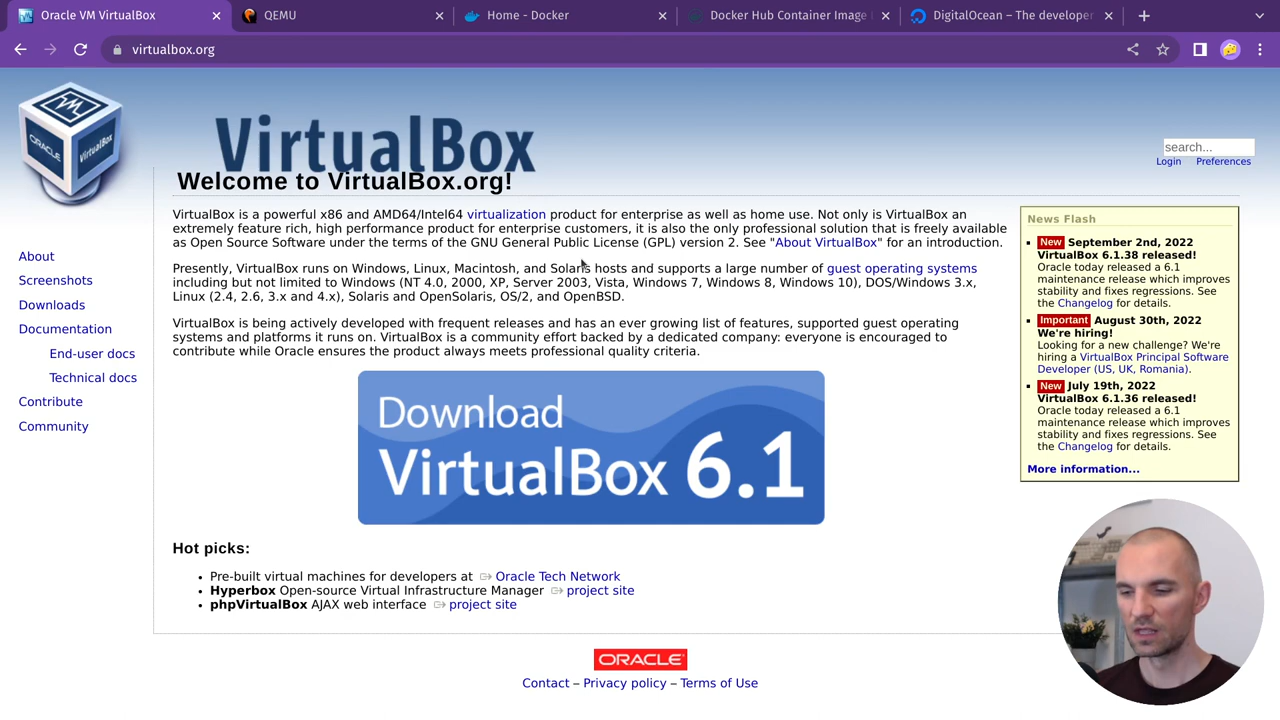 Oracle VM VirtualBox
QEMU
Home - Docker
Docker Hub Container Image
DigitalOcean – The developer
virtualbox.org
ORACLE
VirtualBox
VirtualBox
search...
Login Preferences
Welcome to VirtualBox.org!
VirtualBox is a powerful x86 and AMD64/Intel64 virtualization product for enterprise as well as home use. Not only is VirtualBox an
extremely feature rich, high performance product for enterprise customers, it is also the only professional solution that is freely available
as Open Source Software under the terms of the GNU General Public License (GPL) version 2. See "About VirtualBox" for an introduction.
Presently, VirtualBox runs on Windows, Linux, Macintosh, and Solaris hosts and supports a large number of guest operating systems
including but not limited to Windows (NT 4.0, 2000, XP, Server 2003, Vista, Windows 7, Windows 8, Windows 10), DOS/Windows 3.x,
Linux (2.4, 2.6, 3.x and 4.x), Solaris and OpenSolaris, OS/2, and OpenBSD.
VirtualBox is being actively developed with frequent releases and has an ever growing list of features, supported guest operating
systems and platforms it runs on. VirtualBox is a community effort backed by a dedicated company: everyone is encouraged to
contribute while Oracle ensures the product always meets professional quality criteria.
About
Screenshots
Downloads
Documentation
End-user docs
Technical docs
Contribute
Community
Download
VirtualBox 6.1
Hot picks:
• Pre-built virtual machines for developers at Oracle Tech Network
• Hyperbox Open-source Virtual Infrastructure Manager project site
• phpVirtualBox AJAX web interface project site
News Flash
New September 2nd, 2022
VirtualBox 6.1.38 released!
Oracle today released a 6.1
maintenance release which improves
stability and fixes regressions. See
the Changelog for details.
Important August 30th, 2022
We're hiring!
Looking for a new challenge? We're
hiring a VirtualBox Principal Software
Developer (US, UK, Romania).
New July 19th, 2022
VirtualBox 6.1.36 released!
Oracle today released a 6.1
maintenance release which improves
stability and fixes regressions. See
the Changelog for details.
More information...
ORACLE
Contact – Privacy policy – Terms of Use